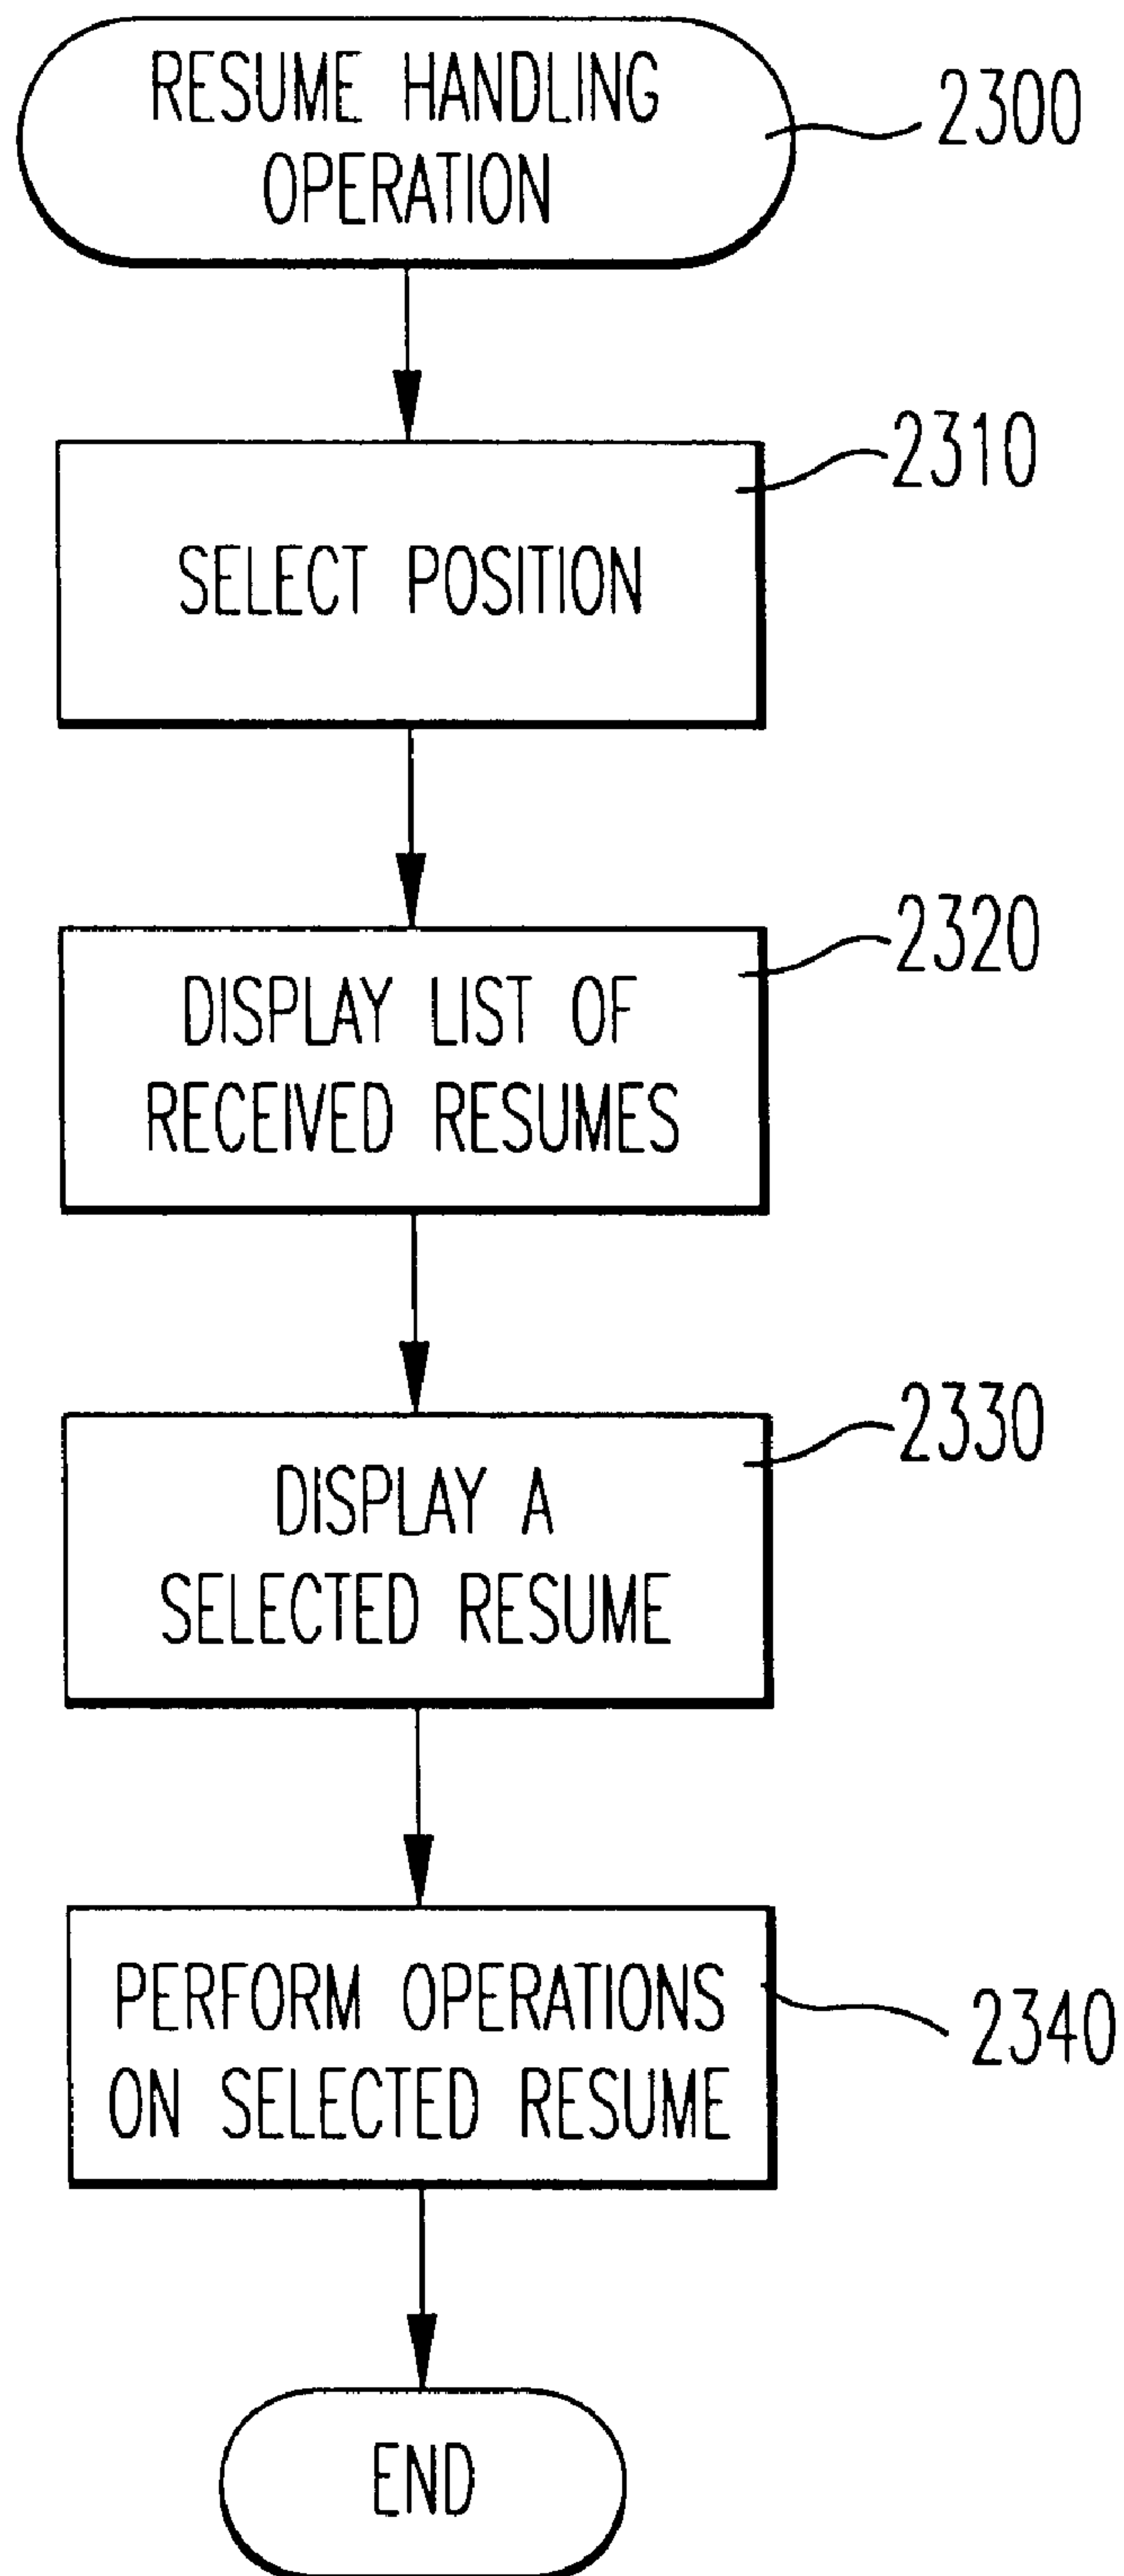 RESUME HANDLING
OPERATION
2300
2310
SELECT POSITION
2320
DISPLAY LIST OF
RECEIVED RESUMES
2330
DISPLAY A
SELECTED RESUME
PERFORM OPERATIONS
ON SELECTED RESUME
2340
END